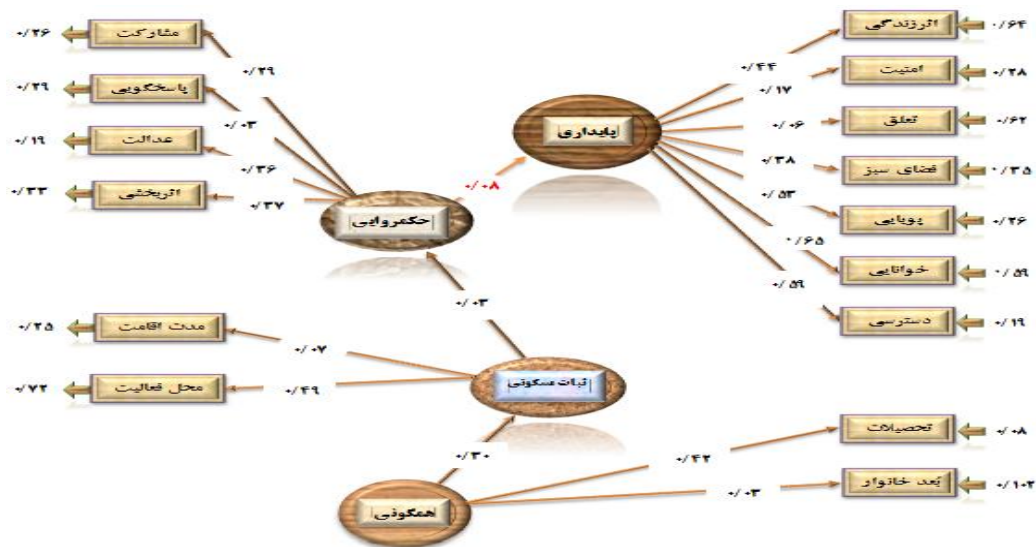 مشارکت
۰/۲۶
۰/۲۹
پاسخگویی
۰/۲۹
۰/۰۳
عدالت
۰/۱۹
۰/۳۶
اثربخشی
۰/۳۳
۰/۳۷
حکمروایی
۰/۰۸
پایداری
اثرزندگی
۰/۶۴
۰/۴۴
امنیت
۰/۲۸
۰/۱۷
تعلق
۰/۶۲
۰/۰۶
فضای سبز
۰/۳۵
۰/۳۸
پویایی
۰/۲۶
۰/۵۳
خوانایی
۰/۵۹
۰/۶۵
دسترسی
۰/۱۹
۰/۵۹
۰/۰۳
مدت اقامت
۰/۲۵
۰/۰۷
محل فعالیت
۰/۷۲
۰/۴۹
ثبات مسکونی
۰/۳۰
همگونی
تحصیلات
۰/۰۸
۰/۴۲
بُعد خانوار
۰/۱۰۲
۰/۰۳